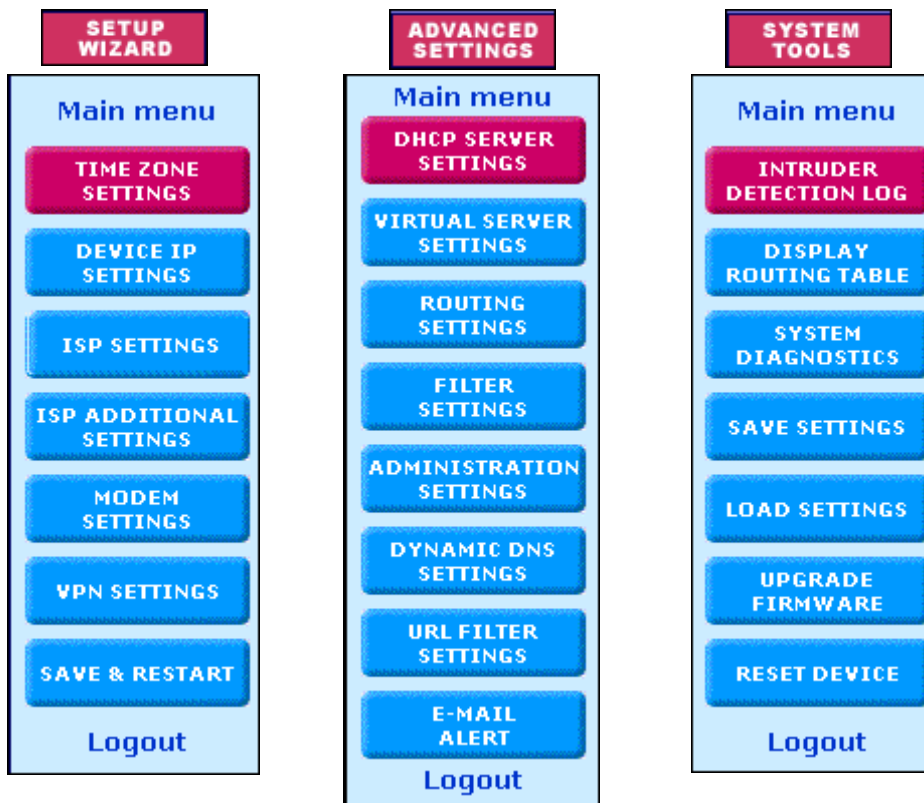 SETUP
WIZARD
Main menu
TIME ZONE
SETTINGS
DEVICE IP
SETTINGS
ISP SETTINGS
ISP ADDITIONAL
SETTINGS
MODEM
SETTINGS
VPN SETTINGS
SAVE & RESTART
Logout
ADVANCED
SETTINGS
Main menu
DHCP SERVER
SETTINGS
VIRTUAL SERVER
SETTINGS
ROUTING
SETTINGS
FILTER
SETTINGS
ADMINISTRATION
SETTINGS
DYNAMIC DNS
SETTINGS
URL FILTER
SETTINGS
E-MAIL
ALERT
Logout
SYSTEM
TOOLS
Main menu
INTRUDER
DETECTION LOG
DISPLAY
ROUTING TABLE
SYSTEM
DIAGNOSTICS
SAVE SETTINGS
LOAD SETTINGS
UPGRADE
FIRMWARE
RESET DEVICE
Logout